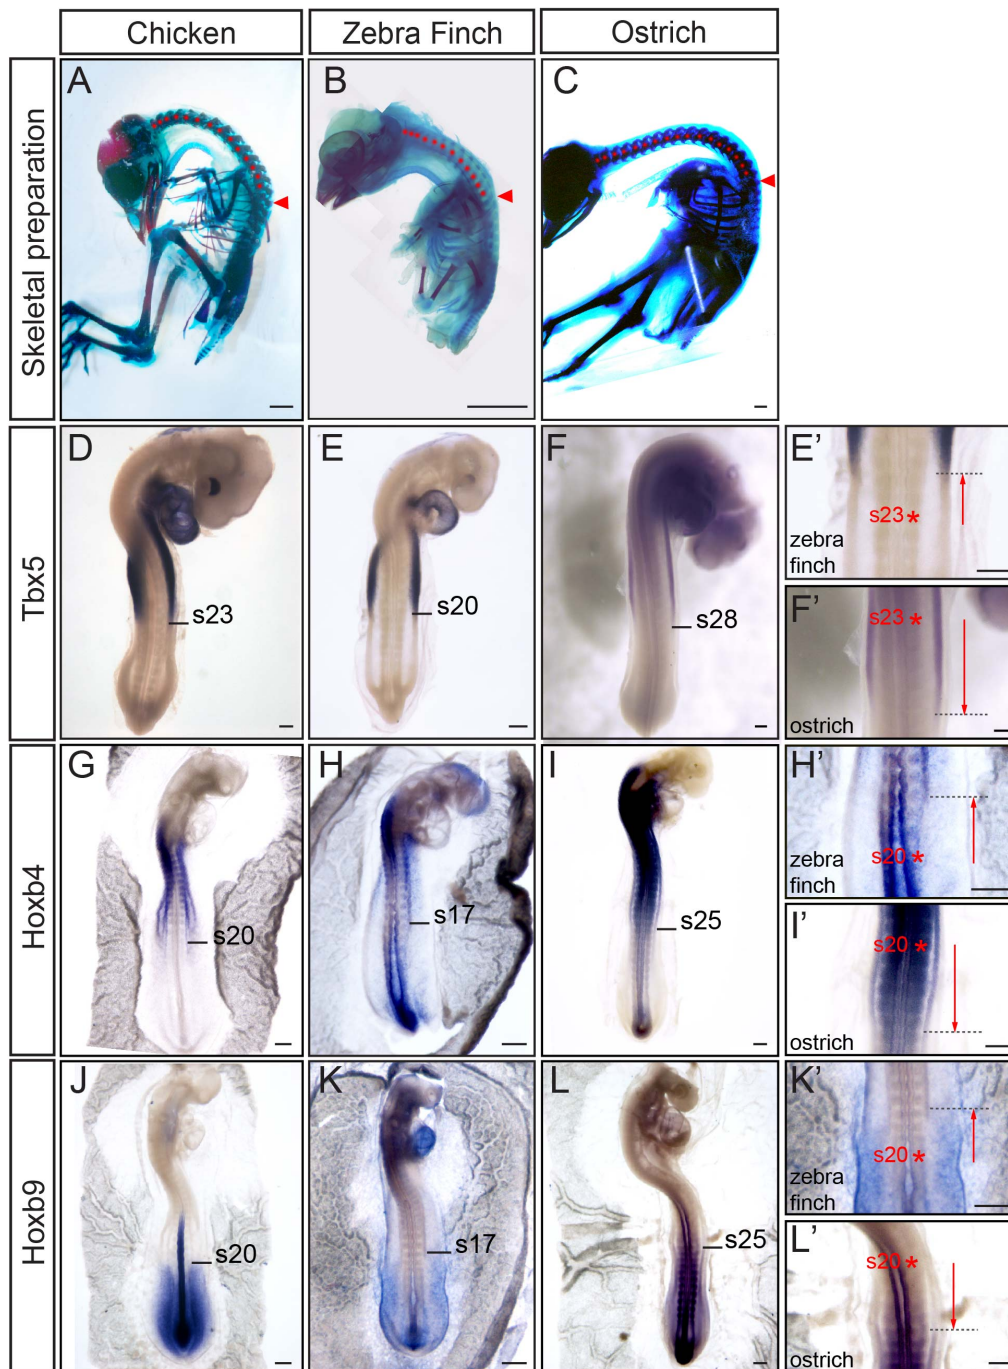 Chicken
Zebra Finch
Ostrich
Skeletal preparation
A
B
C
Tbx5
D
s23
E
s20
F
s28
E’
s23 *
zebra
finch
F’
s23 *
ostrich
Hoxb4
G
s20
H
s17
I
s25
H’
s20 *
zebra
finch
I’
s20 *
ostrich
Hoxb9
J
s20
K
s17
L
s25
K’
s20 *
zebra
finch
L’
s20 *
ostrich